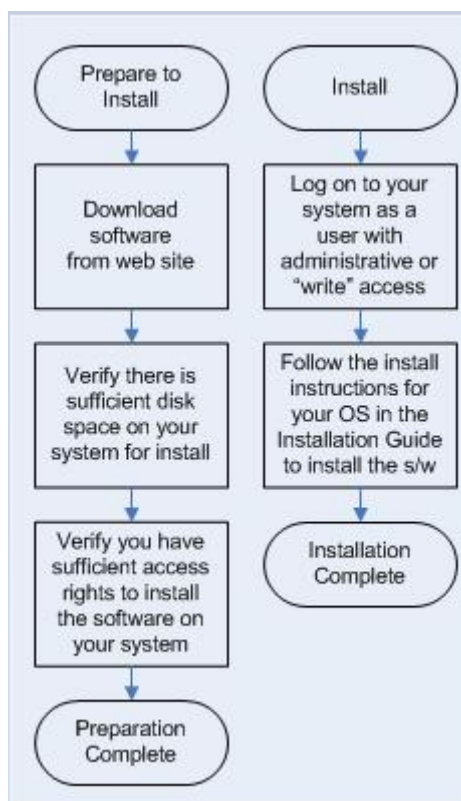 Prepare to
Install
Download
software
from web site
Verify there is
sufficient disk
space on your
system for install
Verify you have
sufficient access
rights to install
the software on
your system
Preparation
Complete
Install
Log on to your
system as a
user with
administrative or
“write” access
Follow the install
instructions for
your OS in the
Installation Guide
to install the s/w
Installation
Complete